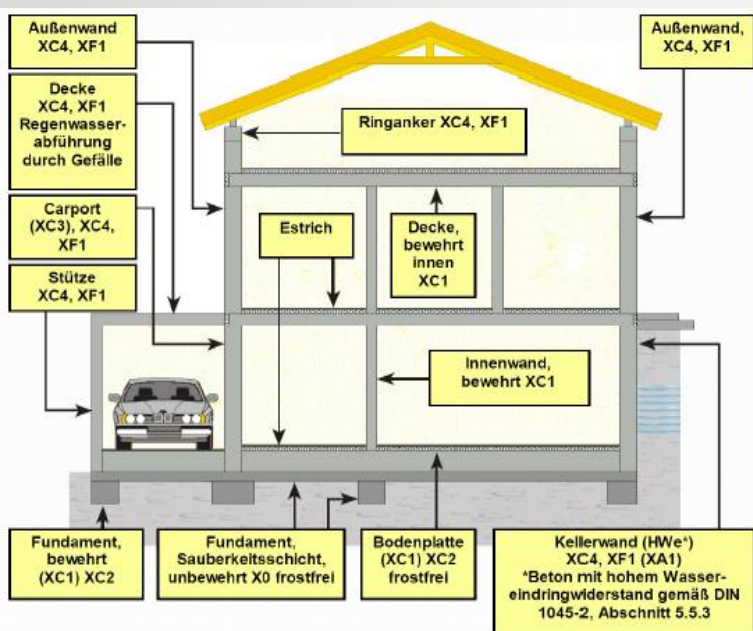 Außenwand
XC4, XF1
Außenwand,
XC4, XF1
Decke
XC4, XF1
Regenwasser-
abführung
durch Gefälle
Ringanker XC4, XF1
Carport
(XC3), XC4,
XF1
Estrich
Decke,
bewehrt
innen
XC1
Stütze
XC4, XF1
Innenwand,
bewehrt XC1
Fundament,
bewehrt
(XC1) XC2
Fundament,
Sauberkeitsschicht,
unbewehrt X0 frostfrei
Bodenplatte
(XC1) XC2
frostfrei
Kellerwand (HWe*)
XC4, XF1 (XA1)
*Beton mit hohem Wasser-
eindringwiderstand gemäß DIN
1045-2, Abschnitt 5.5.3